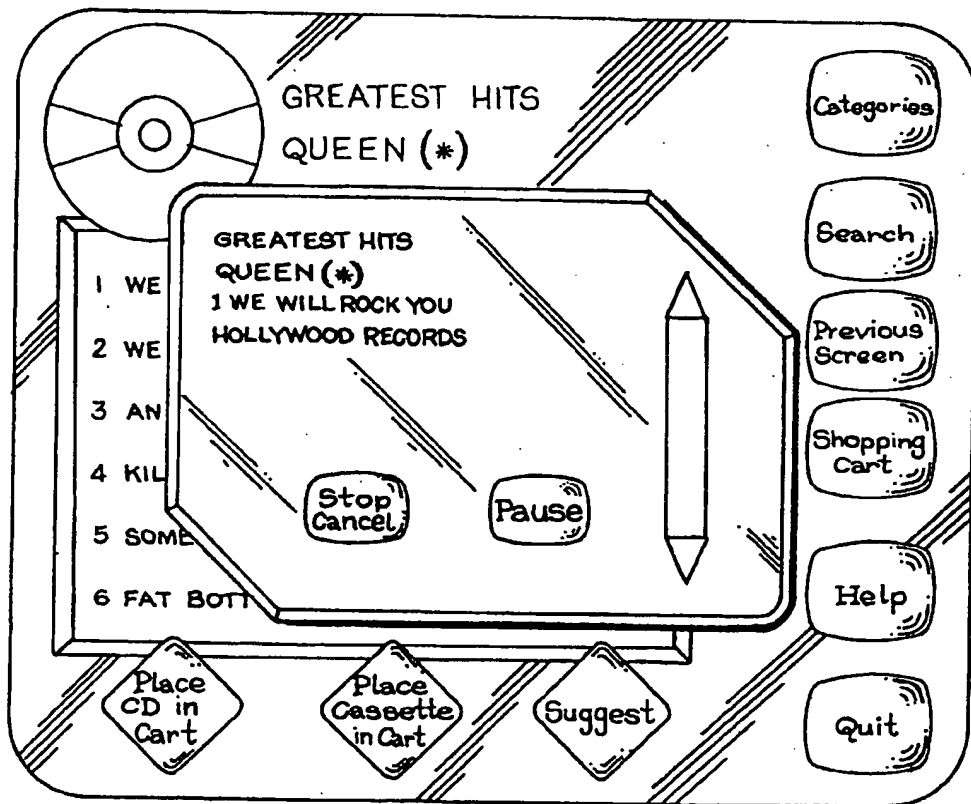 GREATEST HITS
QUEEN (*)
GREATEST HITS
QUEEN (*)
1 WE WILL ROCK YOU
HOLLYWOOD RECORDS
Stop
Cancel
Pause
1 WE
2 WE
3 AN
4 KIL
5 SOME
6 FAT BOTT
Place
CD in
Cart
Place
Cassette
in Cart
Suggest
Categories
Search
Previous
Screen
Shopping
Cart
Help
Quit